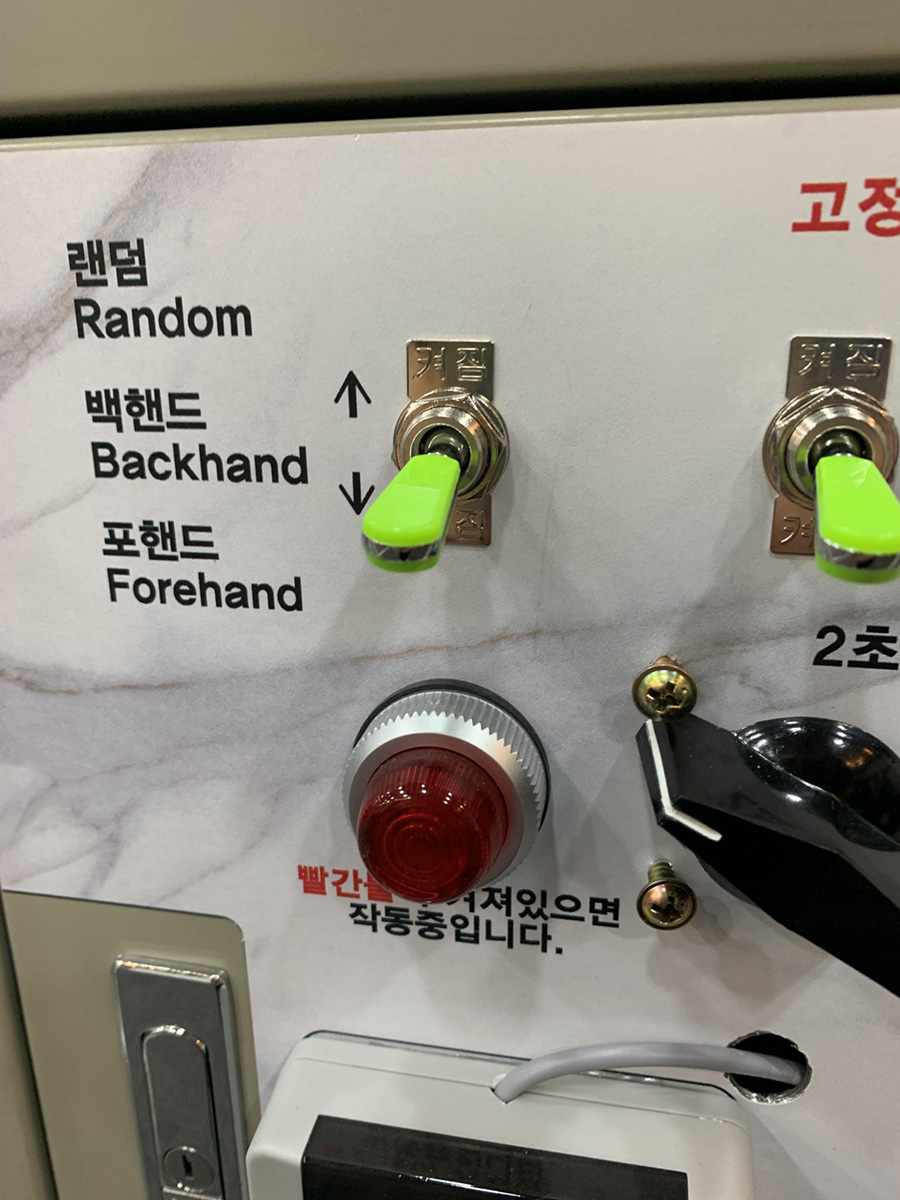 고정
랜덤
Random
켜짐
켜짐
백핸드
Backhand
포핸드
Forehand
2초
빨간불 켜져있으면
작동중입니다.